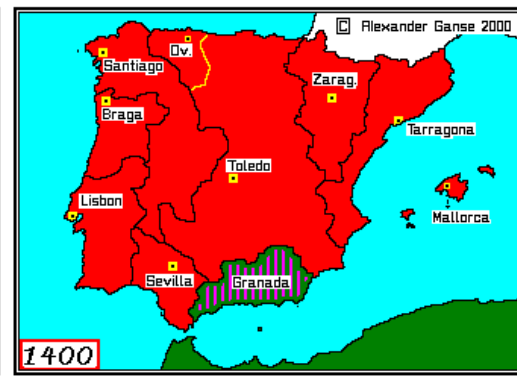 © Alexander Ganse 2000
Ov.
Santiago
Zarag.
Braga
Tarragona
Toledo
Lisbon
Mallorca
Sevilla
Granada
1400